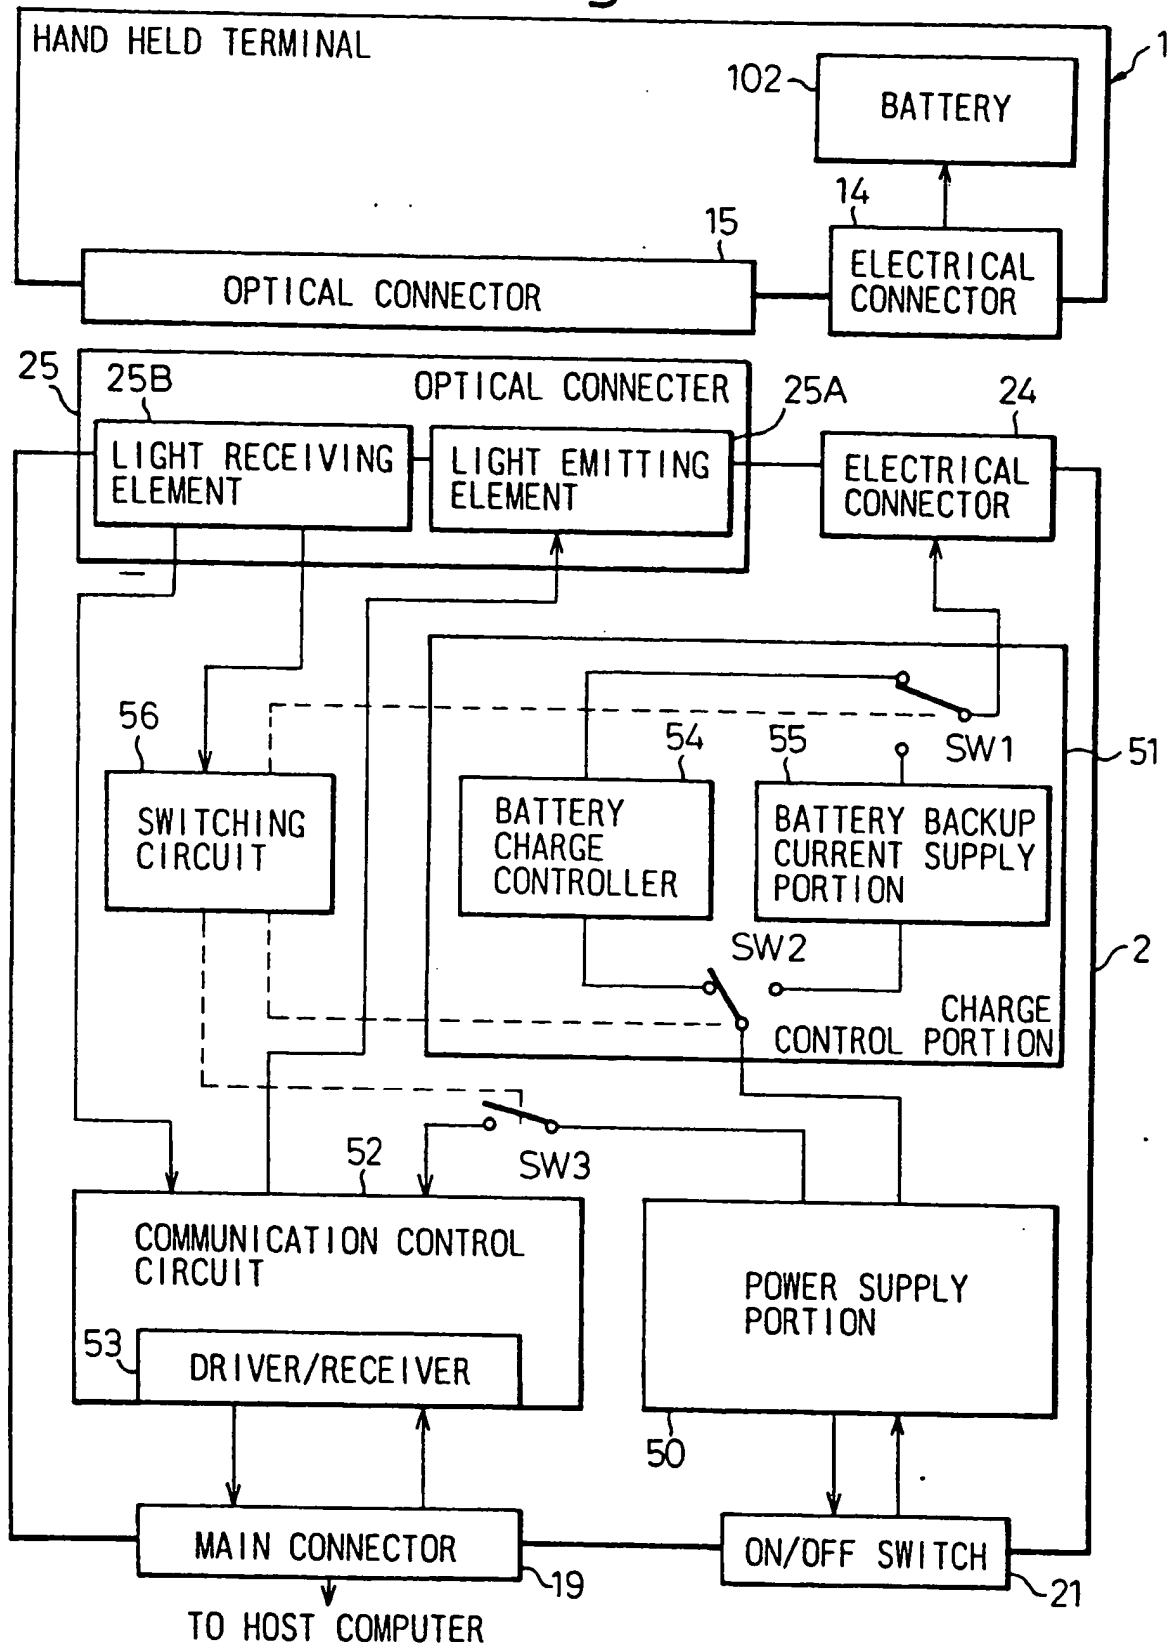 HAND HELD TERMINAL
1
102
BATTERY
14
15
ELECTRICAL
CONNECTOR
OPTICAL CONNECTOR
25
25B
OPTICAL CONNECTER
25A
24
LIGHT RECEIVING
ELEMENT
LIGHT EMITTING
ELEMENT
ELECTRICAL
CONNECTOR
56
54
55
SW1
51
SWITCHING
CIRCUIT
BATTERY
CHARGE
CONTROLLER
BATTERY BACKUP
CURRENT SUPPLY
PORTION
SW2
2
CHARGE
CONTROL PORTION
52
SW3
COMMUNICATION CONTROL
CIRCUIT
POWER SUPPLY
PORTION
53
DRIVER/RECEIVER
50
MAIN CONNECTOR
ON/OFF SWITCH
19
21
TO HOST COMPUTER